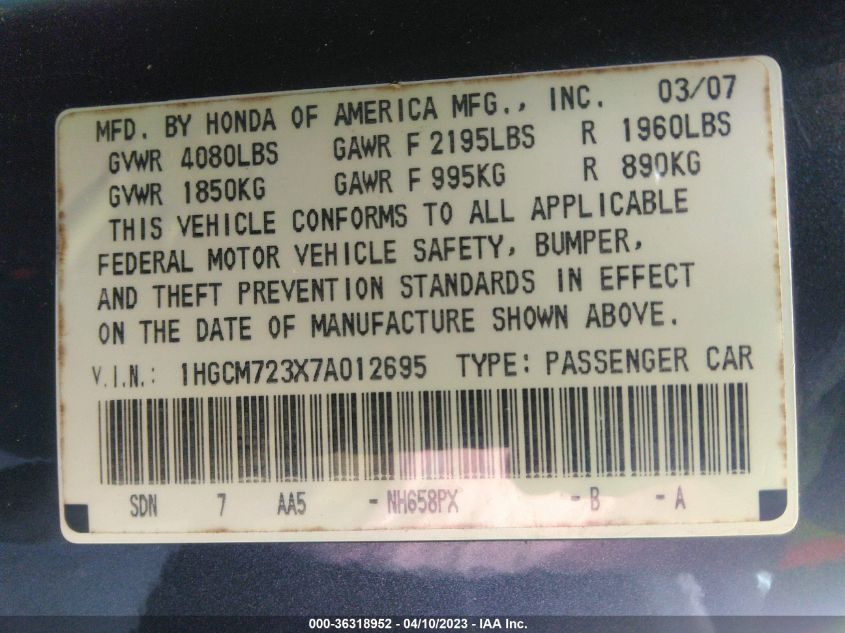 MFD. BY HONDA OF AMERICA MFG., INC. 03/07
GVWR 4080LBS GAWR F 2195LBS R 1960LBS
GVWR 1850KG GAWR F 995KG R 890KG
THIS VEHICLE CONFORMS TO ALL APPLICABLE
FEDERAL MOTOR VEHICLE SAFETY, BUMPER,
AND THEFT PREVENTION STANDARDS IN EFFECT
ON THE DATE OF MANUFACTURE SHOWN ABOVE.
V.I.N.: 1HGCM723X7A012695 TYPE: PASSENGER CAR
SDN 7 AA5 -NH658PX -B -A
000-36318952 - 04/10/2023 - IAA Inc.